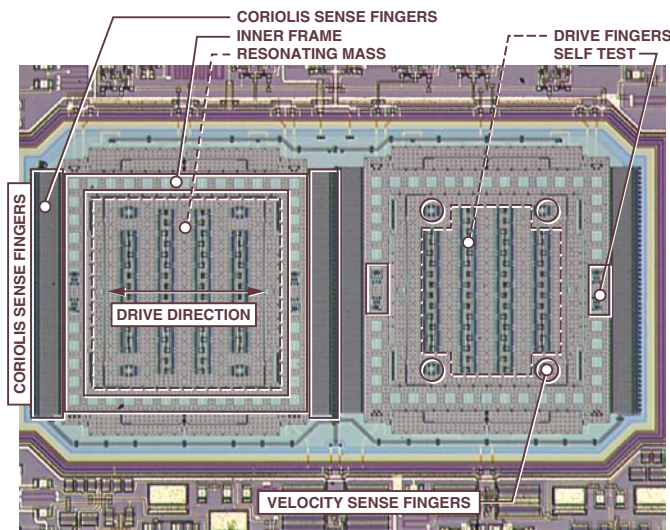 CORIOLIS SENSE FINGERS
INNER FRAME
RESONATING MASS
DRIVE FINGERS
SELF TEST
CORIOLIS SENSE FINGERS
DRIVE DIRECTION
VELOCITY SENSE FINGERS